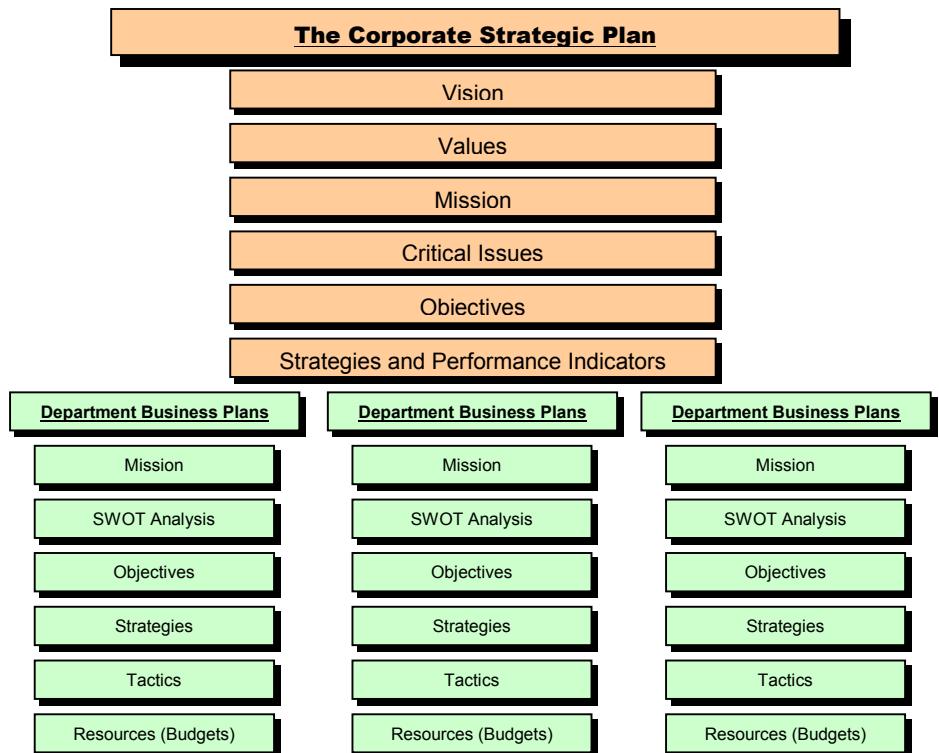 The Corporate Strategic Plan
Vision
Values
Mission
Critical Issues
Objectives
Strategies and Performance Indicators
Department Business Plans
Mission
SWOT Analysis
Objectives
Strategies
Tactics
Resources (Budgets)
Department Business Plans
Mission
SWOT Analysis
Objectives
Strategies
Tactics
Resources (Budgets)
Department Business Plans
Mission
SWOT Analysis
Objectives
Strategies
Tactics
Resources (Budgets)